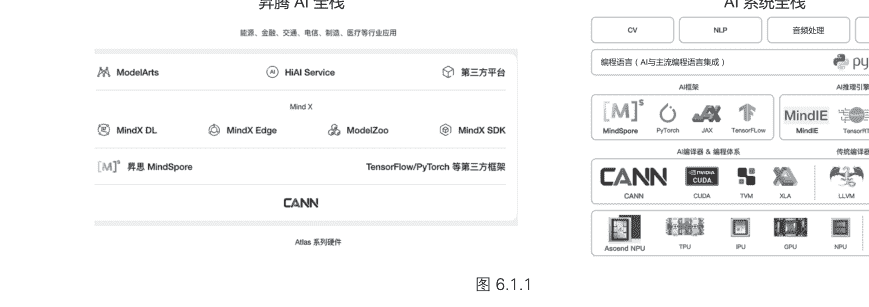 昇腾 AI 全栈
能源、金融、交通、电信、制造、医疗等行业应用
ModelArts
HiAI Service
第三方平台
Mind X
MindX DL
MindX Edge
ModelZoo
MindX SDK
[M]s 昇思 MindSpore
TensorFlow/PyTorch 等第三方框架
CANN
Atlas 系列硬件
AI 系统全栈
CV
NLP
音频处理
编程语言（AI与主流编程语言集成）
py
AI框架
AI推理引擎
[M]s
JAX
MindIE
MindSpore
PyTorch
JAX
TensorFLow
MindIE
TensorRT
AI编译器 & 编程体系
传统编译器
CANN
NVIDIA CUDA
CANN
CUDA
TVM
XLA
LLVM
Ascend NPU
TPU
IPU
GPU
NPU
图 6.1.1